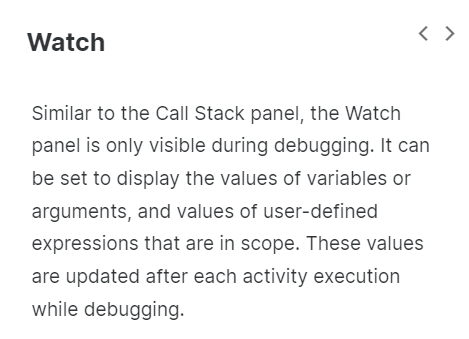 Watch
Similar to the Call Stack panel, the Watch
panel is only visible during debugging. It can
be set to display the values of variables or
arguments, and values of user-defined
expressions that are in scope. These values
are updated after each activity execution
while debugging.